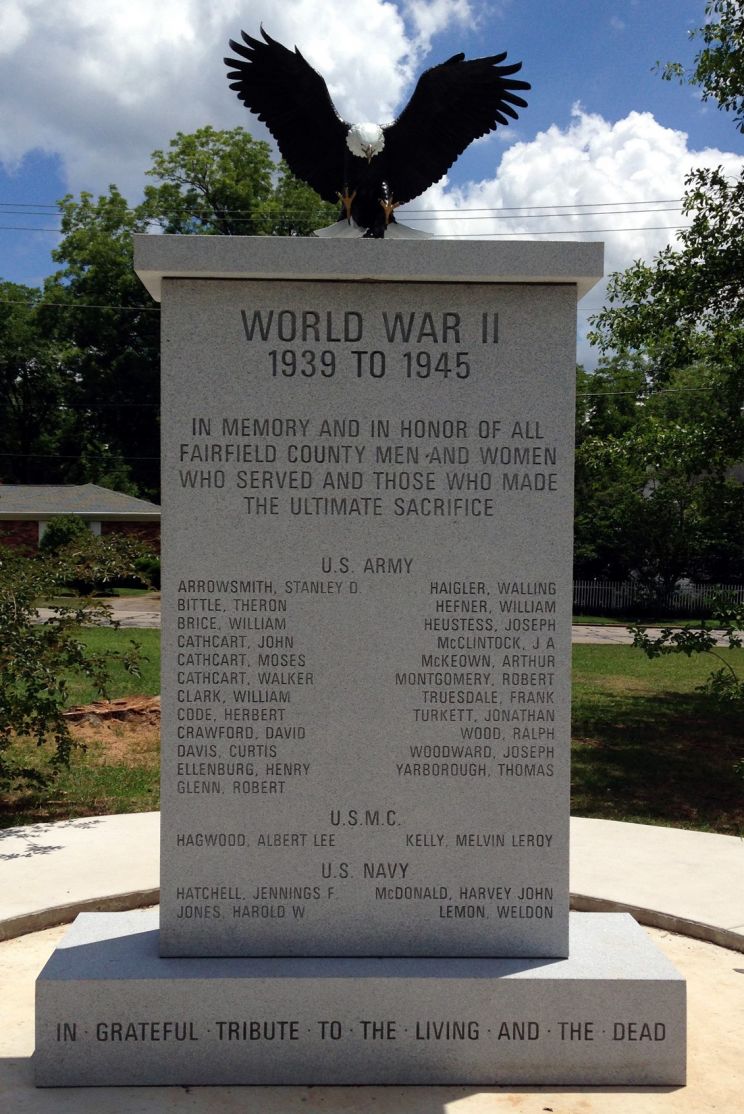 WORLD WAR II
1939 TO 1945
IN MEMORY AND IN HONOR OF ALL
FAIRFIELD COUNTY MEN AND WOMEN
WHO SERVED AND THOSE WHO MADE
THE ULTIMATE SACRIFICE
U.S. ARMY
ARROWSMITH, STANLEY D. HAIGLER, WALLING
BITTLE, THERON HEFNER, WILLIAM
BRICE, WILLIAM HEUSTESS, JOSEPH
CATHCART, JOHN McCLINTOCK, J A
CATHCART, MOSES McKEOWN, ARTHUR
CATHCART, WALKER MONTGOMERY, ROBERT
CLARK, WILLIAM TRUESDALE, FRANK
CODE, HERBERT TURKETT, JONATHAN
CRAWFORD, DAVID WOOD, RALPH
DAVIS, CURTIS WOODWARD, JOSEPH
ELLENBURG, HENRY YARBOROUGH, THOMAS
GLENN, ROBERT
U.S.M.C.
HAGWOOD, ALBERT LEE KELLY, MELVIN LEROY
U.S. NAVY
HATCHELL, JENNINGS F. McDONALD, HARVEY JOHN
JONES, HAROLD W LEMON, WELDON
IN · GRATEFUL · TRIBUTE · TO · THE · LIVING · AND · THE · DEAD